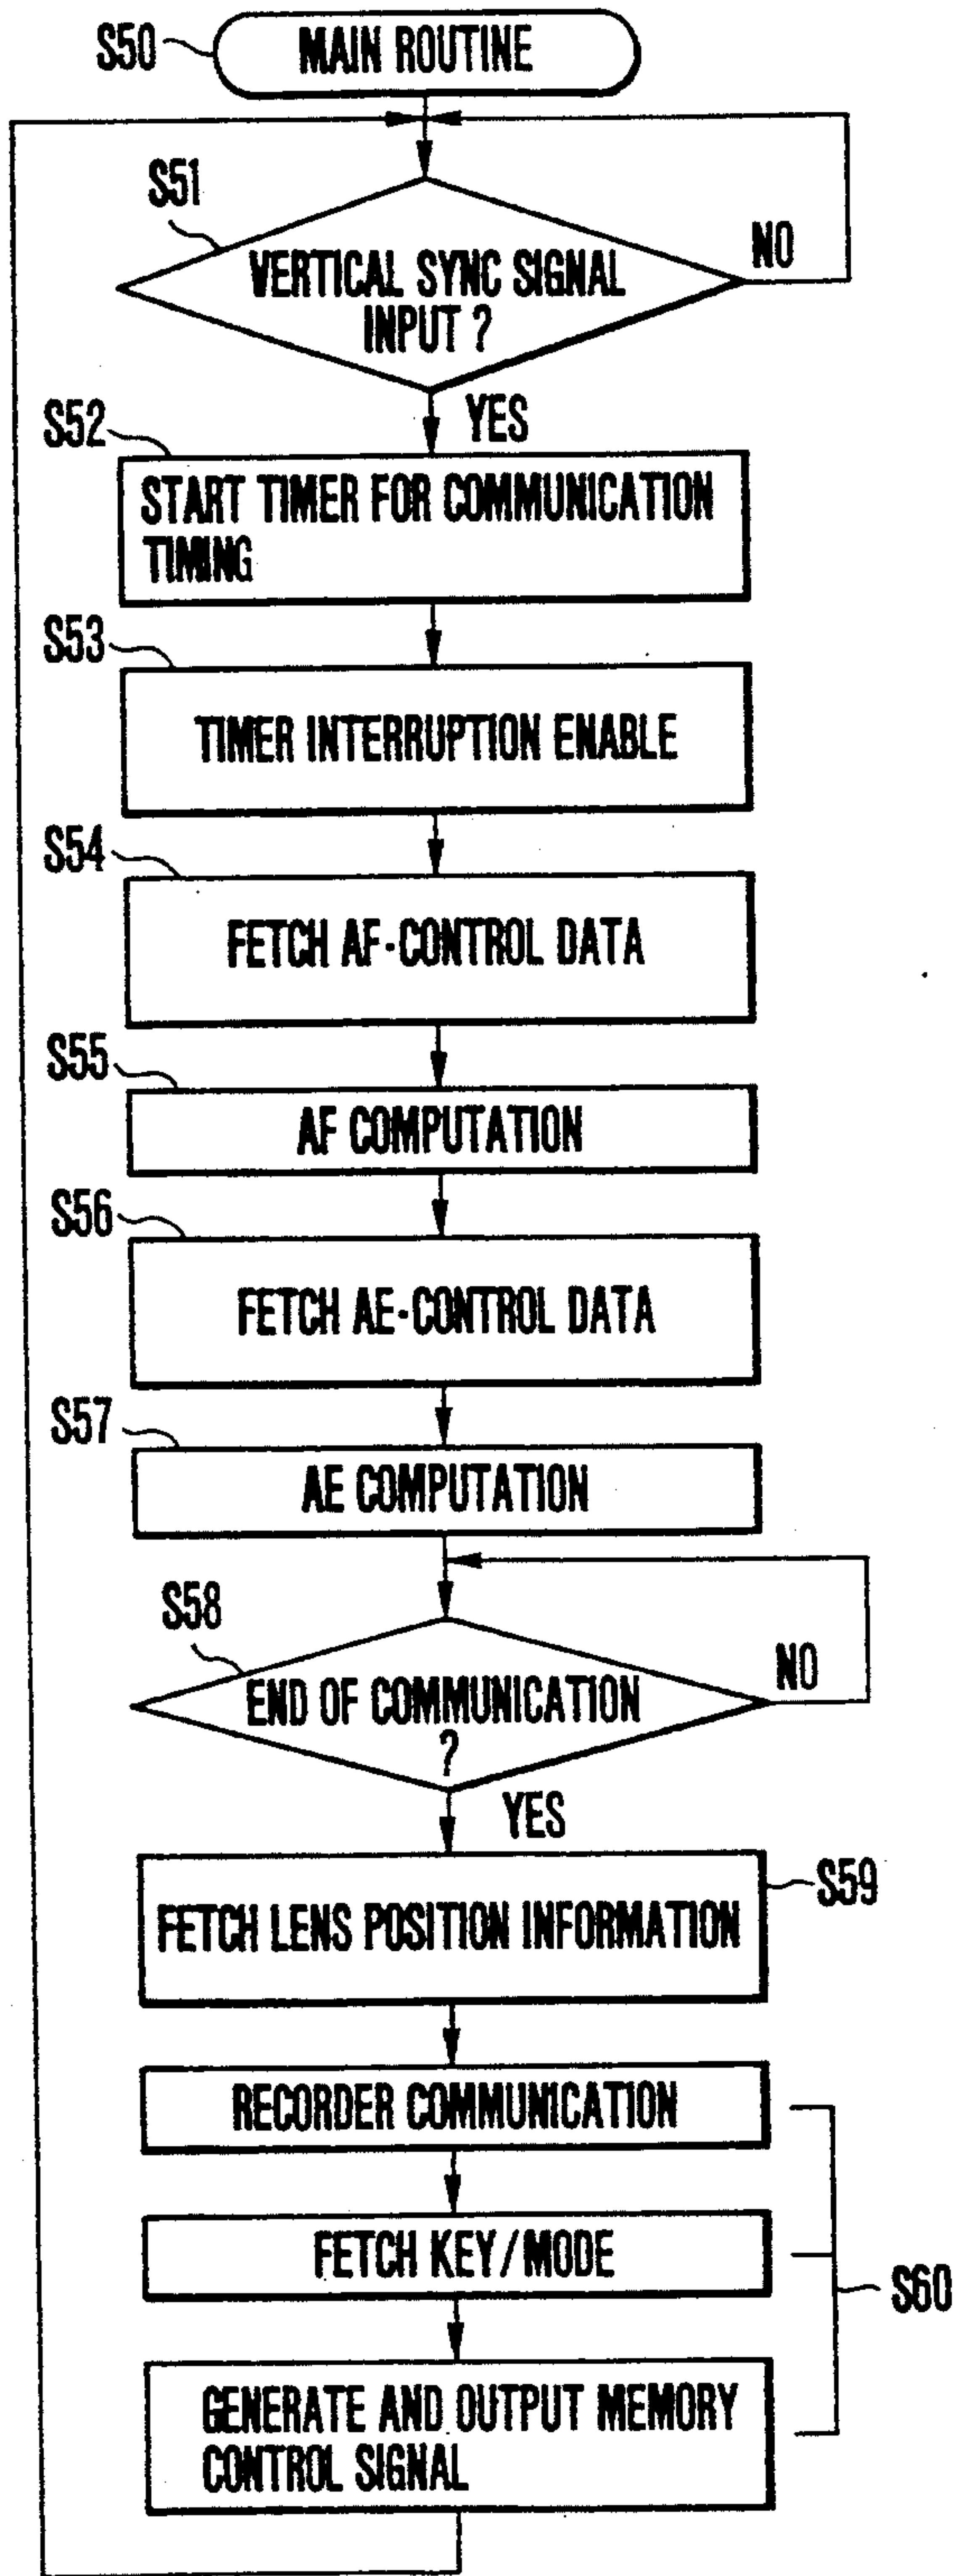 S50
MAIN ROUTINE
S51
VERTICAL SYNC SIGNAL
INPUT ?
NO
YES
S52
START TIMER FOR COMMUNICATION
TIMING
S53
TIMER INTERRUPTION ENABLE
S54
FETCH AF-CONTROL DATA
S55
AF COMPUTATION
S56
FETCH AE-CONTROL DATA
S57
AE COMPUTATION
S58
END OF COMMUNICATION
?
NO
YES
S59
FETCH LENS POSITION INFORMATION
RECORDER COMMUNICATION
FETCH KEY/MODE
S60
GENERATE AND OUTPUT MEMORY
CONTROL SIGNAL